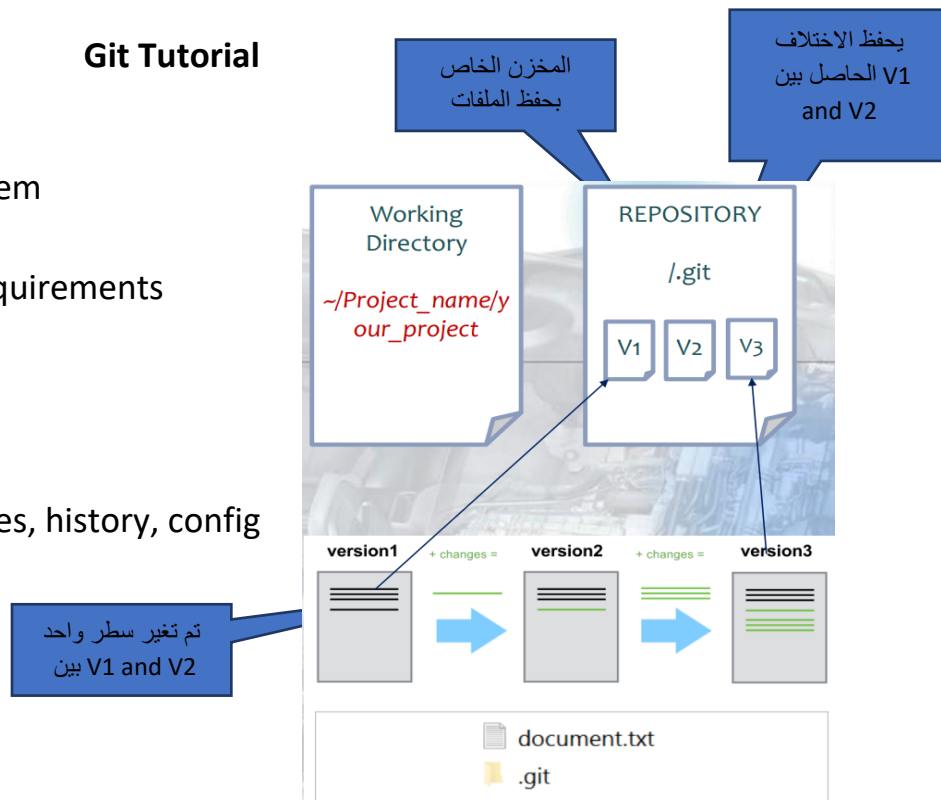 Git Tutorial
المخزن الخاص
بحفظ الملفات
يحفظ الاختلاف
الحاصل بين V1
and V2
em
quirements
es, history, config
Working
Directory
~/Project_name/y
our_project
REPOSITORY
/.git
V1 V2 V3
version1 + changes = version2 + changes = version3
تم تغير سطر واحد
بين V1 and V2
document.txt
.git